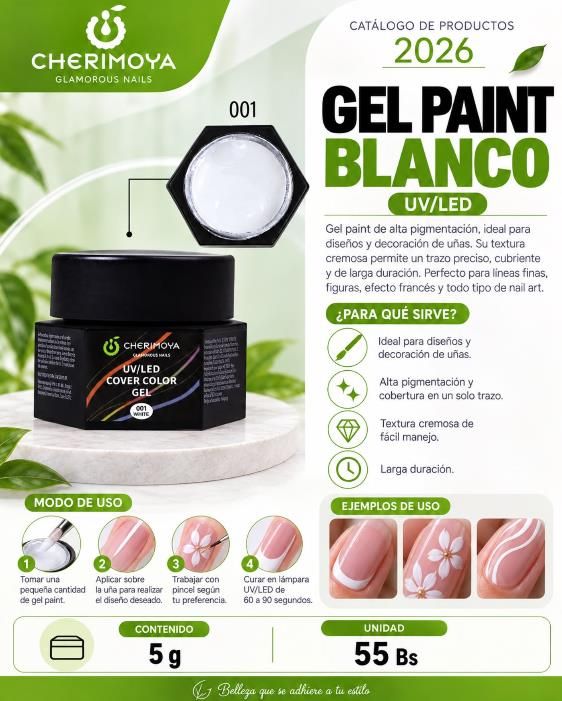 CHERIMOYA
GLAMOROUS NAILS
CATÁLOGO DE PRODUCTOS
2026
GEL PAINT
BLANCO
UV/LED
Gel paint de alta pigmentación, ideal para
diseños y decoración de uñas. Su textura
cremosa permite un trazo preciso, cubriente
y de larga duración. Perfecto para líneas finas,
figuras, efecto francés y todo tipo de nail art.
001
CHERIMOYA
GLAMOROUS NAILS
UV/LED
COVER COLOR
GEL
001
WHITE
¿PARA QUÉ SIRVE?
Ideal para diseños y
decoración de uñas.
Alta pigmentación y
cobertura en un solo trazo.
Textura cremosa de
fácil manejo.
Larga duración.
MODO DE USO
1
Tomar una
pequeña cantidad
de gel paint.
2
Aplicar sobre
la uña para realizar
el diseño deseado.
3
Trabajar con
pincel según
tu preferencia.
4
Curar en lámpara
UV/LED de
60 a 90 segundos.
EJEMPLOS DE USO
CONTENIDO
5 g
UNIDAD
55 Bs
Belleza que se adhiere a tu estilo